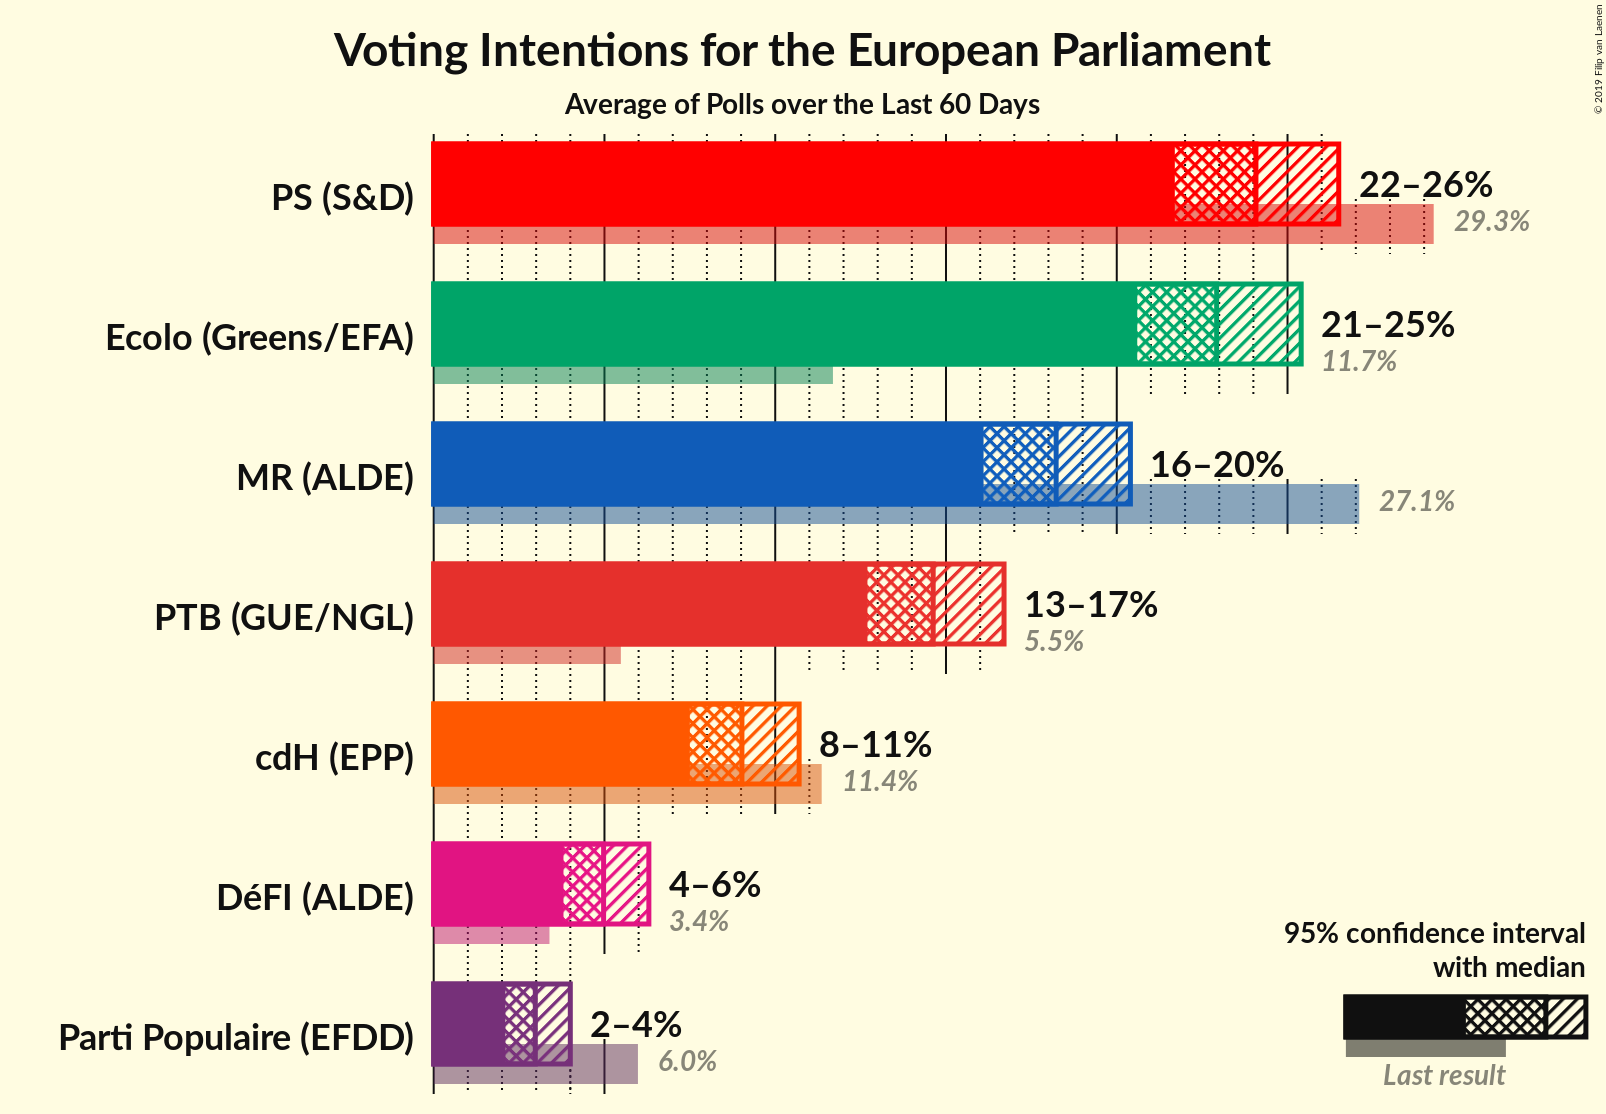 Voting Intentions for the European Parliament
Average of Polls over the Last 60 Days
© 2019 Filip van Laenen
PS (S&D)
22–26%
29.3%
Ecolo (Greens/EFA)
21–25%
11.7%
MR (ALDE)
16–20%
27.1%
PTB (GUE/NGL)
13–17%
5.5%
cdH (EPP)
8–11%
11.4%
DéFI (ALDE)
4–6%
3.4%
Parti Populaire (EFDD)
2–4%
6.0%
95% confidence interval
with median
Last result